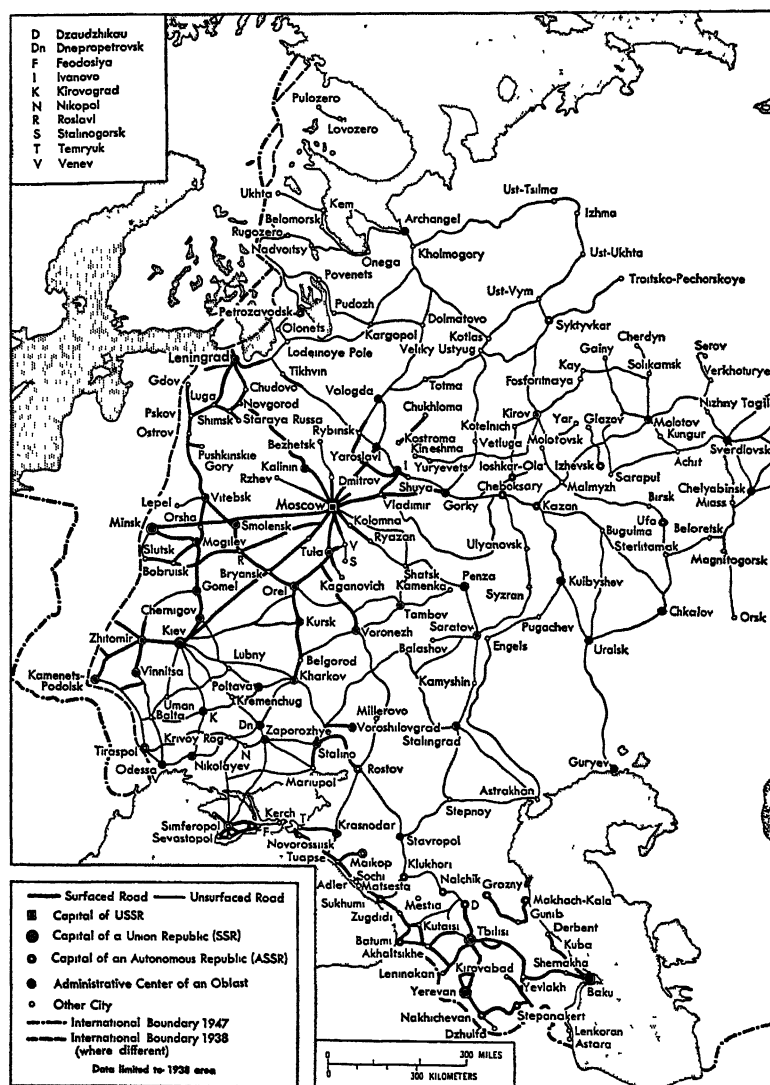 D Dzaudzhikau
Dn Dnepropetrovsk
F Feodosiya
I Ivanovo
K Kirovograd
N Nikopol
R Roslavl
S Stalinogorsk
T Temryuk
V Venev
Pulozero
Lovozero
Ukhta
Kem
Belomorsk
Rugozero
Nadvoitsy
Onega
Archangel
Kholmogory
Ust-Tsilma
Izhma
Ust-Ukhta
Povenets
Troitsko-Pechorskoye
Ust-Vym
Petrozavodsk
Pudozh
Dolmatovo
Olonets
Kargopol
Kotlas
Syktyvkar
Lodeinoye Pole
Veliky Ustyug
Cherdyn
Gainy
Serov
Leningrad
Tikhvin
Kay
Solikamsk
Verkhoturye
Gdov
Chudovo
Totma
Fosforitnaya
Luga
Novgorod
Vologda
Chukhloma
Nizhny Tagil
Pskov
Shimsk
Staraya Russa
Kotelnich
Kirov
Yar
Glazov
Molotov
Ostrov
Rybinsk
Kostroma
Kineshma
Vetluga
Molotovsk
Kungur
Sverdlovsk
Bezhetsk
Pushkinskie
Gory
Kalinin
Yaroslavl
I
Yuryevets
Ioshkar-Ola
Izhevsk
Sarapul
Achit
Rzhev
Dmitrov
Shuya
Cheboksary
Malmyzh
Chelyabinsk
Lepel
Vitebsk
Moscow
Vladimir
Gorky
Kazan
Birsk
Miass
Minsk
Orsha
Smolensk
Kolomna
Ufa
Mogilev
Ryazan
Bugulma
Beloretsk
Slutsk
Tula
V
Ulyanovsk
Sterlitamak
Bobruisk
R
S
Shatsk
Magnitogorsk
Bryansk
Kaganovich
Kamenka
Penza
Kuibyshev
Gomel
Orel
Syzran
Chkalov
Chernigov
Tambov
Orsk
Kursk
Saratov
Pugachev
Zhitomir
Kiev
Voronezh
Balashov
Engels
Uralsk
Vinnitsa
Lubny
Belgorod
Kamenets-
Podolsk
Poltava
Kharkov
Kamyshin
Uman
Kremenchug
Millerovo
Balta
K
Dn
Voroshilovgrad
Krivoy Rog
Zaporozhye
Stalingrad
Tiraspol
N
Stalino
Odessa
Nikolayev
Rostov
Guryev
Mariupol
Astrakhan
Stepnoy
Kerch
T
Simferopol
F
Krasnodar
Sevastopol
Novorossiisk
Stavropol
Tuapse
Maikop
Klukhori
Sochi
Adler
Matsesta
Nalchik
Grozny
Sukhumi
Mestia
D
Makhach-Kala
Gunib
Zugdidi
Derbent
Kutaisi
Tbilisi
Kuba
Batumi
Akhaltsikhe
Shemakha
Leninakan
Kirovabad
Yevlakh
Baku
Yerevan
Stepanakert
Nakhichevan
Dzhulfa
Lenkoran
Astara
Surfaced Road Unsurfaced Road
Capital of USSR
Capital of a Union Republic (SSR)
Capital of an Autonomous Republic (ASSR)
Administrative Center of an Oblast
Other City
International Boundary 1947
International Boundary 1938
(where different)
Data limited to 1938 area
0 300 MILES
0 300 KILOMETERS